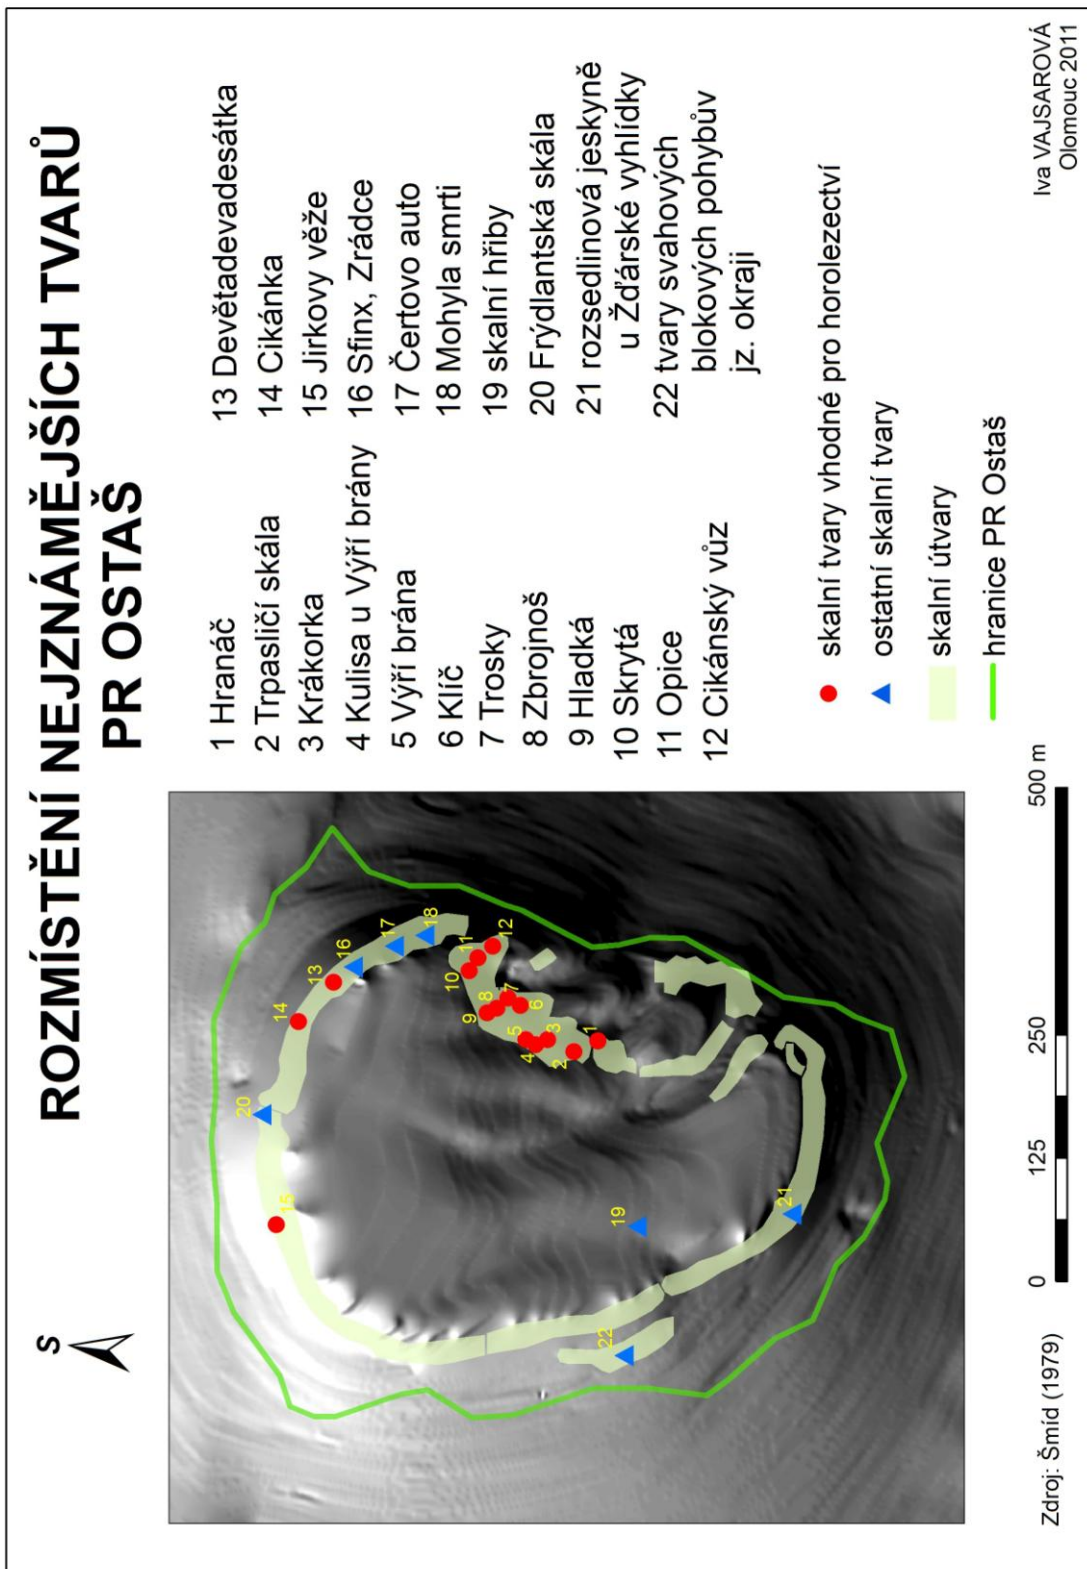 ROZMÍSTĚNÍ NEJZNÁMĚJŠÍCH TVARŮ
PR OSTAŠ
S
1 Hranáč
2 Trpasličí skála
3 Krákorka
4 Kulisa u Výří brány
5 Výří brána
6 Klíč
7 Trosky
8 Zbrojnoš
9 Hladká
10 Skrytá
11 Opice
12 Cikánský vůz
13 Devětadevadesátka
14 Cikánka
15 Jirkovy věže
16 Sfinx, Zrádce
17 Čertovo auto
18 Mohyla smrti
19 skalní hřiby
20 Frýdlantská skála
21 rozsedlinová jeskyně
u Žďárské vyhlídky
22 tvary svahových
blokových pohybův
jz. okraji
skalní tvary vhodné pro horolezectví
ostatní skalní tvary
skalní útvary
hranice PR Ostaš
20
14
15
13
16
17
18
11
10
12
9
8
7
6
5
4
3
2
1
22
19
21
0
125
250
500 m
Zdroj: Šmíd (1979)
Iva VAJSAROVÁ
Olomouc 2011